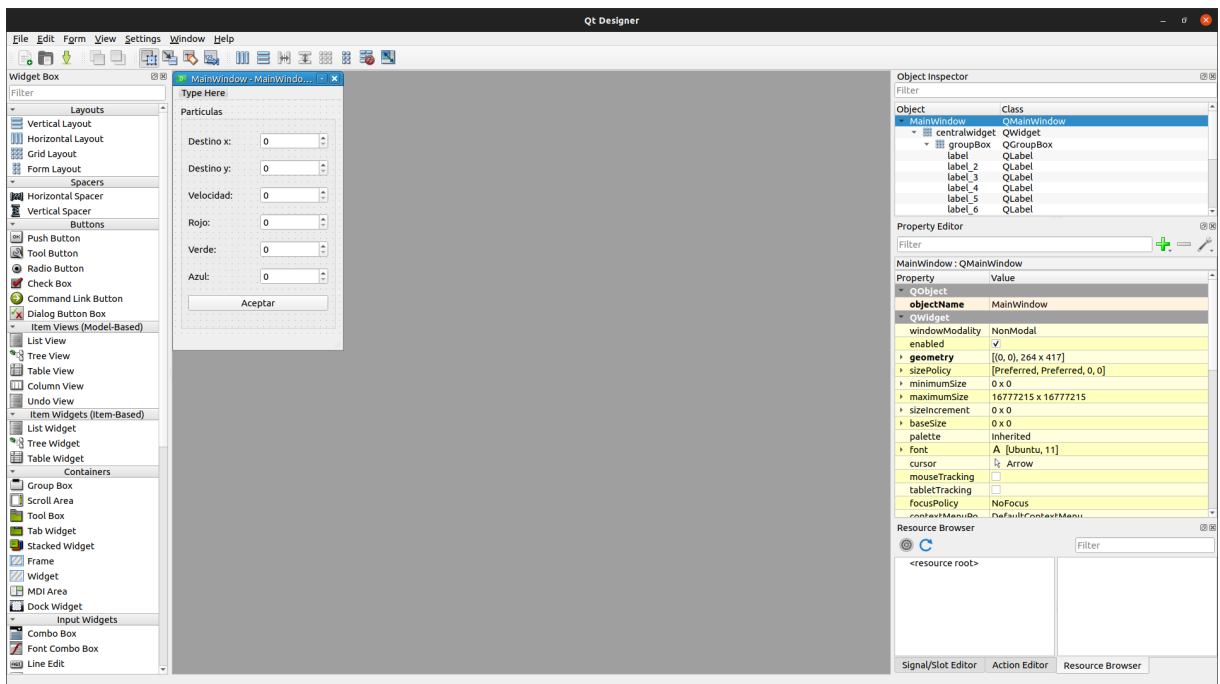 Qt Designer
File Edit Form View Settings Window Help
Widget Box
Filter
Layouts
Vertical Layout
Horizontal Layout
Grid Layout
Form Layout
Spacers
Horizontal Spacer
Vertical Spacer
Buttons
Push Button
Tool Button
Radio Button
Check Box
Command Link Button
Dialog Button Box
Item Views (Model-Based)
List View
Tree View
Table View
Column View
Undo View
Item Widgets (Item-Based)
List Widget
Tree Widget
Table Widget
Containers
Group Box
Scroll Area
Tool Box
Tab Widget
Stacked Widget
Frame
Widget
MDI Area
Dock Widget
Input Widgets
Combo Box
Font Combo Box
Line Edit
MainWindow - MainWindo...
Type Here
Particulas
Destino x: 0
Destino y: 0
Velocidad: 0
Rojo: 0
Verde: 0
Azul: 0
Aceptar
Object Inspector
Filter
Object Class
MainWindow QMainWindow
centralwidget QWidget
groupBox QGroupBox
label QLabel
label_2 QLabel
label_3 QLabel
label_4 QLabel
label_5 QLabel
label_6 QLabel
Property Editor
Filter
MainWindow : QMainWindow
Property Value
QObject
objectName MainWindow
QWidget
windowModality NonModal
enabled
geometry [(0, 0), 264 x 417]
sizePolicy [Preferred, Preferred, 0, 0]
minimumSize 0 x 0
maximumSize 16777215 x 16777215
sizeIncrement 0 x 0
baseSize 0 x 0
palette Inherited
font A [Ubuntu, 11]
cursor Arrow
mouseTracking
tabletTracking
focusPolicy NoFocus
contextMenuPo... DefaultContextMenu
Resource Browser
Filter
<resource root>
Signal/Slot Editor Action Editor Resource Browser